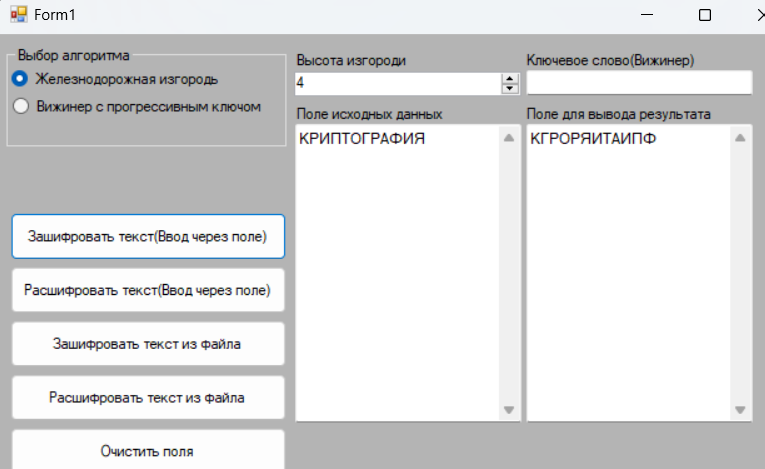 Form1
Выбор алгоритма
Железнодорожная изгородь
Вижинер с прогрессивным ключом
Высота изгороди
4
Ключевое слово(Вижинер)
Поле исходных данных
КРИПТОГРАФИЯ
Поле для вывода результата
КГРОРЯИТАИПФ
Зашифровать текст(Ввод через поле)
Расшифровать текст(Ввод через поле)
Зашифровать текст из файла
Расшифровать текст из файла
Очистить поля